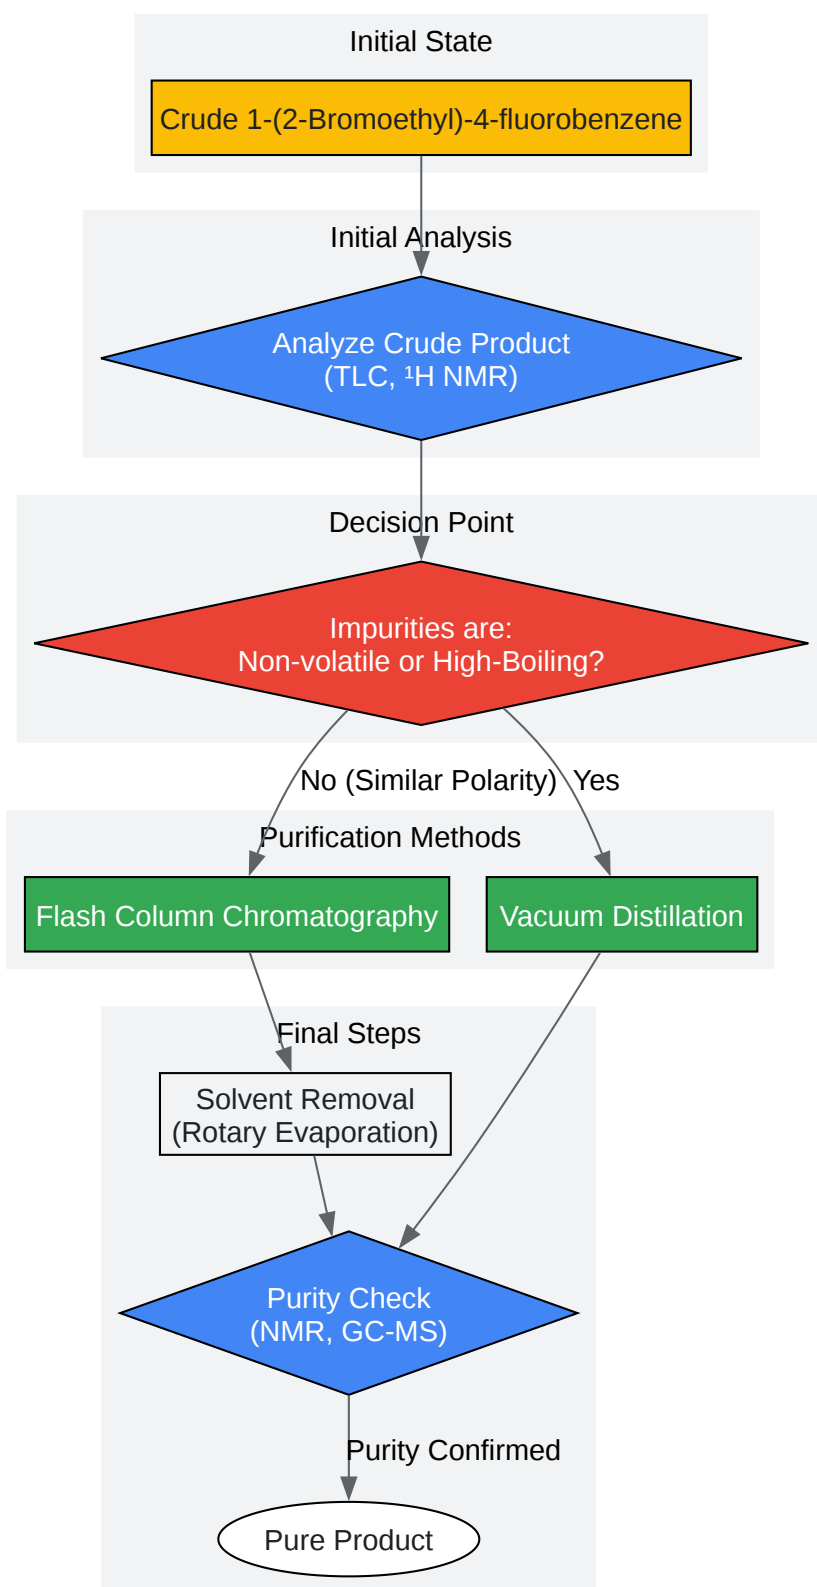 Initial State
Crude 1-(2-Bromoethyl)-4-fluorobenzene
Initial Analysis
Analyze Crude Product
(TLC, ¹H NMR)
Decision Point
Impurities are:
Non-volatile or High-Boiling?
No (Similar Polarity)
Yes
Purification Methods
Flash Column Chromatography
Vacuum Distillation
Final Steps
Solvent Removal
(Rotary Evaporation)
Purity Check
(NMR, GC-MS)
Purity Confirmed
Pure Product